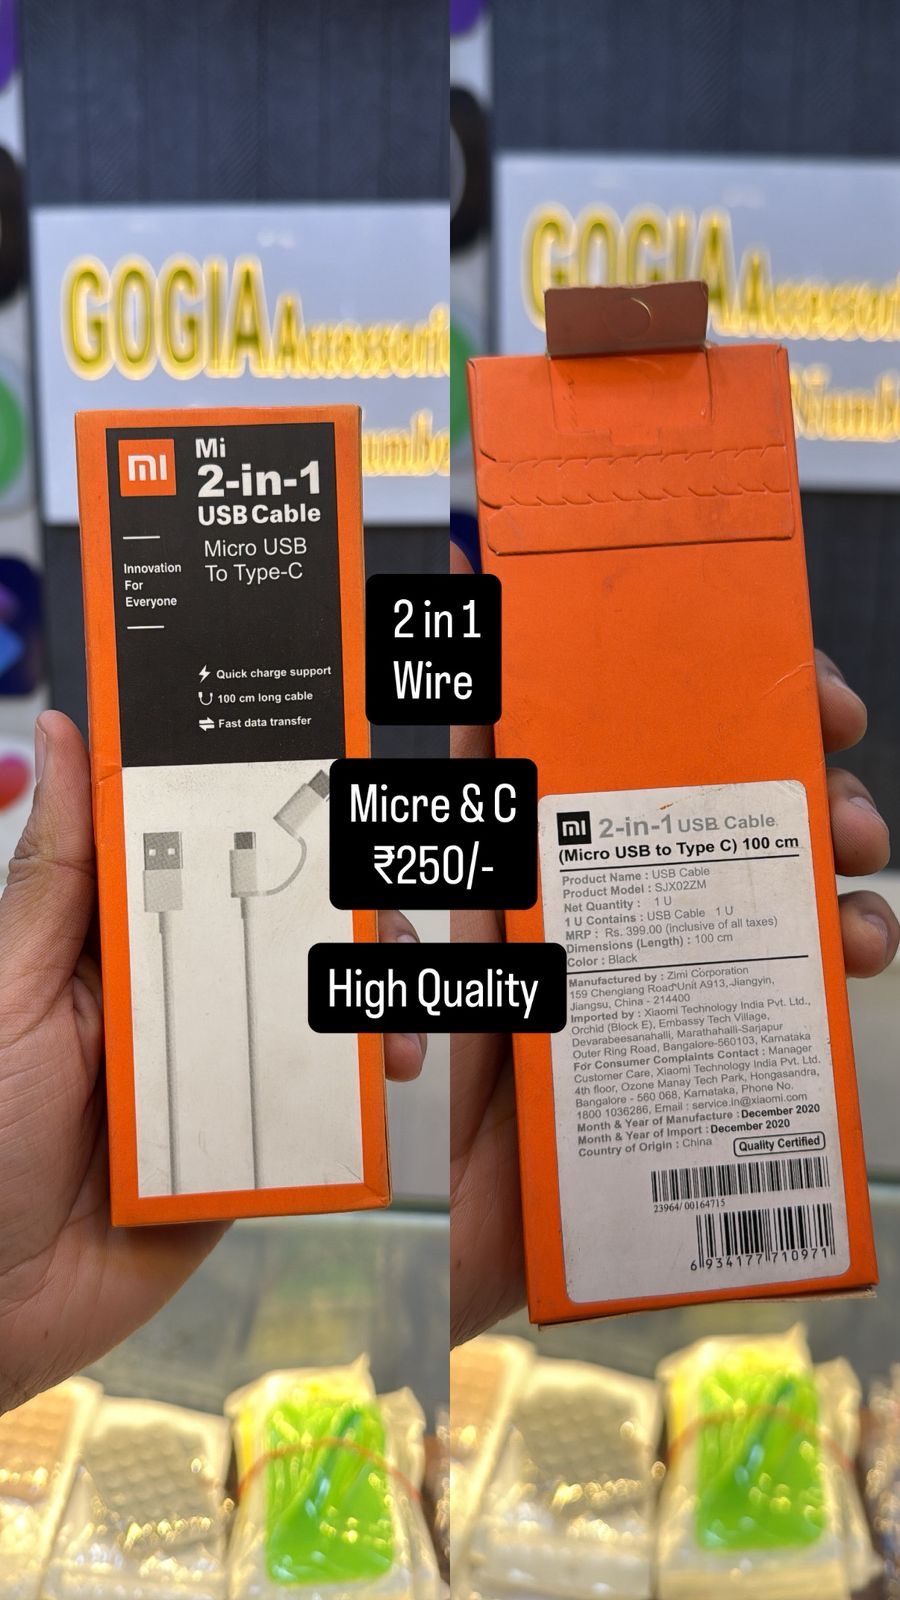 GOGIA Accessori
umbe
mi
Mi
2-in-1
USB Cable
Micro USB
To Type-C
Innovation
For
Everyone
Quick charge support
100 cm long cable
Fast data transfer
2 in 1
Wire
Micre & C
₹250/-
High Quality
GOGIA Accessories
Numb
mi 2-in-1 USB Cable
(Micro USB to Type C) 100 cm
Product Name : USB Cable
Product Model : SJX02ZM
Net Quantity : 1 U
1 U Contains : USB Cable 1 U
MRP : Rs. 399.00 (inclusive of all taxes)
Dimensions (Length) : 100 cm
Color : Black
Manufactured by : Zimi Corporation
159 Chengjang Road Unit A913, Jiangyin,
Jiangsu, China - 214400
Imported by : Xiaomi Technology India Pvt. Ltd.,
Orchid (Block E), Embassy Tech Village,
Devarabeesanahalli, Marathahalli-Sarjapur
Outer Ring Road, Bangalore-560103, Karnataka
For Consumer Complaints Contact : Manager
Customer Care, Xiaomi Technology India Pvt. Ltd.
4th floor, Ozone Manay Tech Park, Hongasandra,
Bangalore - 560 068, Karnataka, Phone No.
1800 1036286, Email : service.in@xiaomi.com
Month & Year of Manufacture : December 2020
Month & Year of Import : December 2020
Country of Origin : China
Quality Certified
23964/ 00164715
6 934177 710971